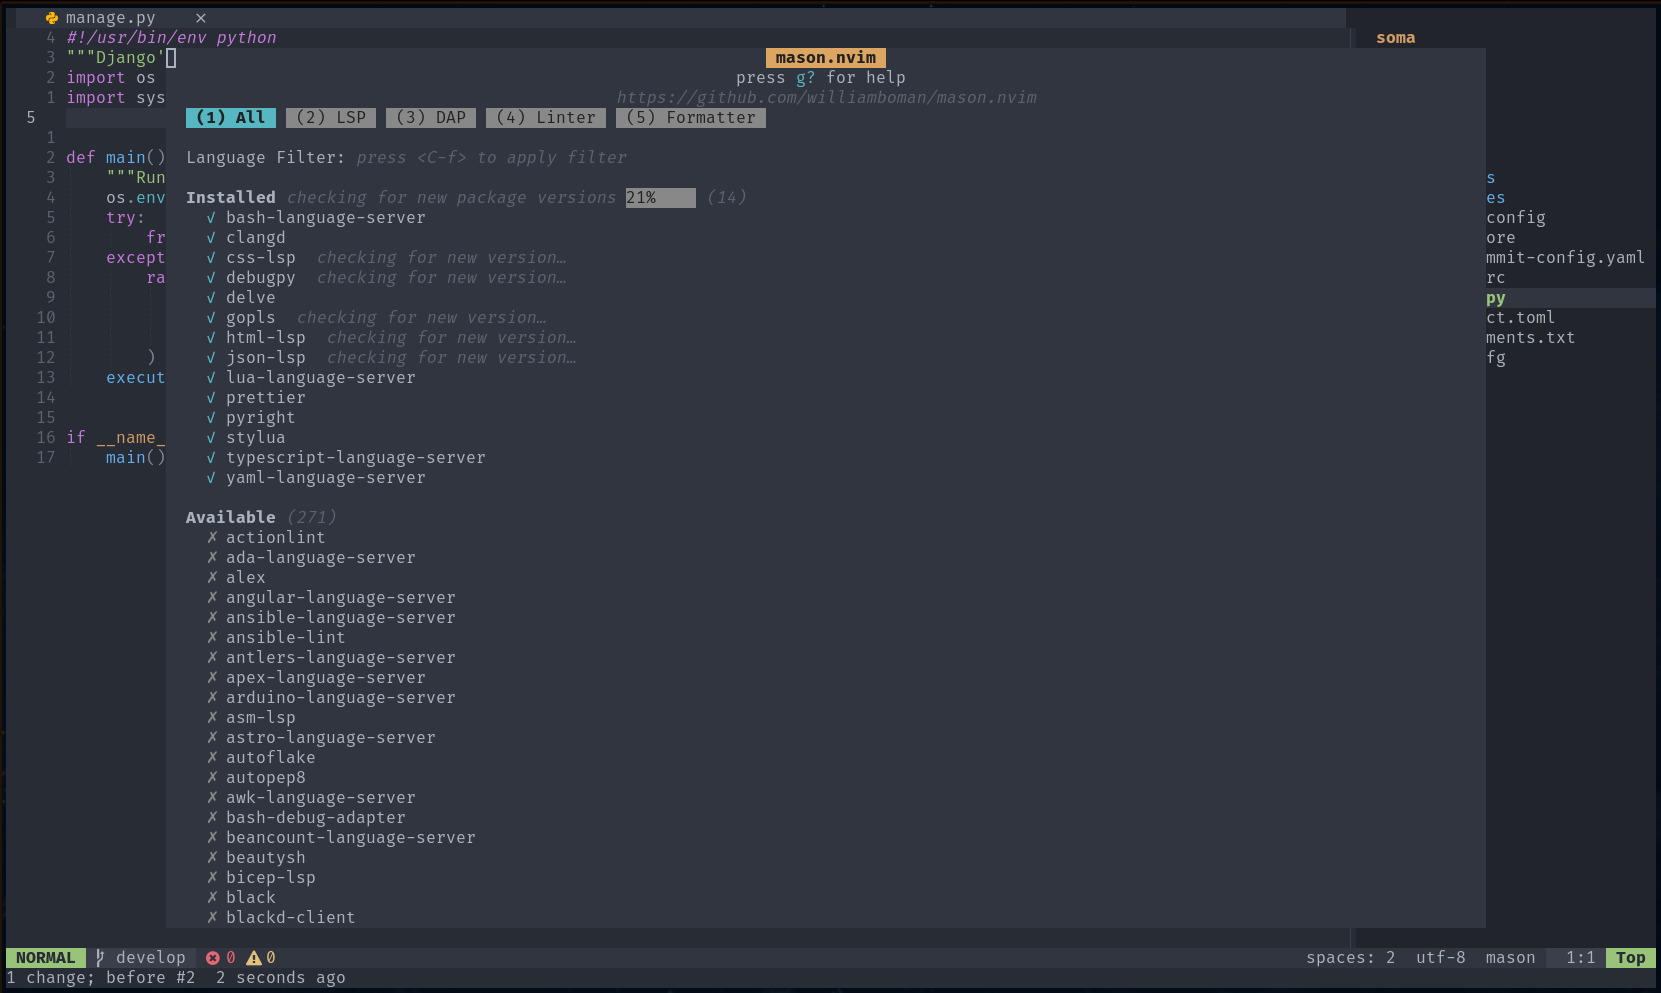 manage.py ×
4 #!/usr/bin/env python
3 """Django'
2 import os
1 import sys
5
1
2 def main()
3 """Run
4 os.env
5 try:
6 fr
7 except
8 ra
9
10
11
12 )
13 execut
14
15
16 if __name_
17 main()
mason.nvim
press g? for help
https://github.com/williamboman/mason.nvim
(1) All (2) LSP (3) DAP (4) Linter (5) Formatter
Language Filter: press <C-f> to apply filter
Installed checking for new package versions 21% (14)
✓ bash-language-server
✓ clangd
✓ css-lsp checking for new version…
✓ debugpy checking for new version…
✓ delve
✓ gopls checking for new version…
✓ html-lsp checking for new version…
✓ json-lsp checking for new version…
✓ lua-language-server
✓ prettier
✓ pyright
✓ stylua
✓ typescript-language-server
✓ yaml-language-server
Available (271)
✗ actionlint
✗ ada-language-server
✗ alex
✗ angular-language-server
✗ ansible-language-server
✗ ansible-lint
✗ antlers-language-server
✗ apex-language-server
✗ arduino-language-server
✗ asm-lsp
✗ astro-language-server
✗ autoflake
✗ autopep8
✗ awk-language-server
✗ bash-debug-adapter
✗ beancount-language-server
✗ beautysh
✗ bicep-lsp
✗ black
✗ blackd-client
soma
s
es
config
ore
mmit-config.yaml
rc
py
ct.toml
ments.txt
fg
NORMAL develop 0 0 spaces: 2 utf-8 mason 1:1 Top
1 change; before #2 2 seconds ago